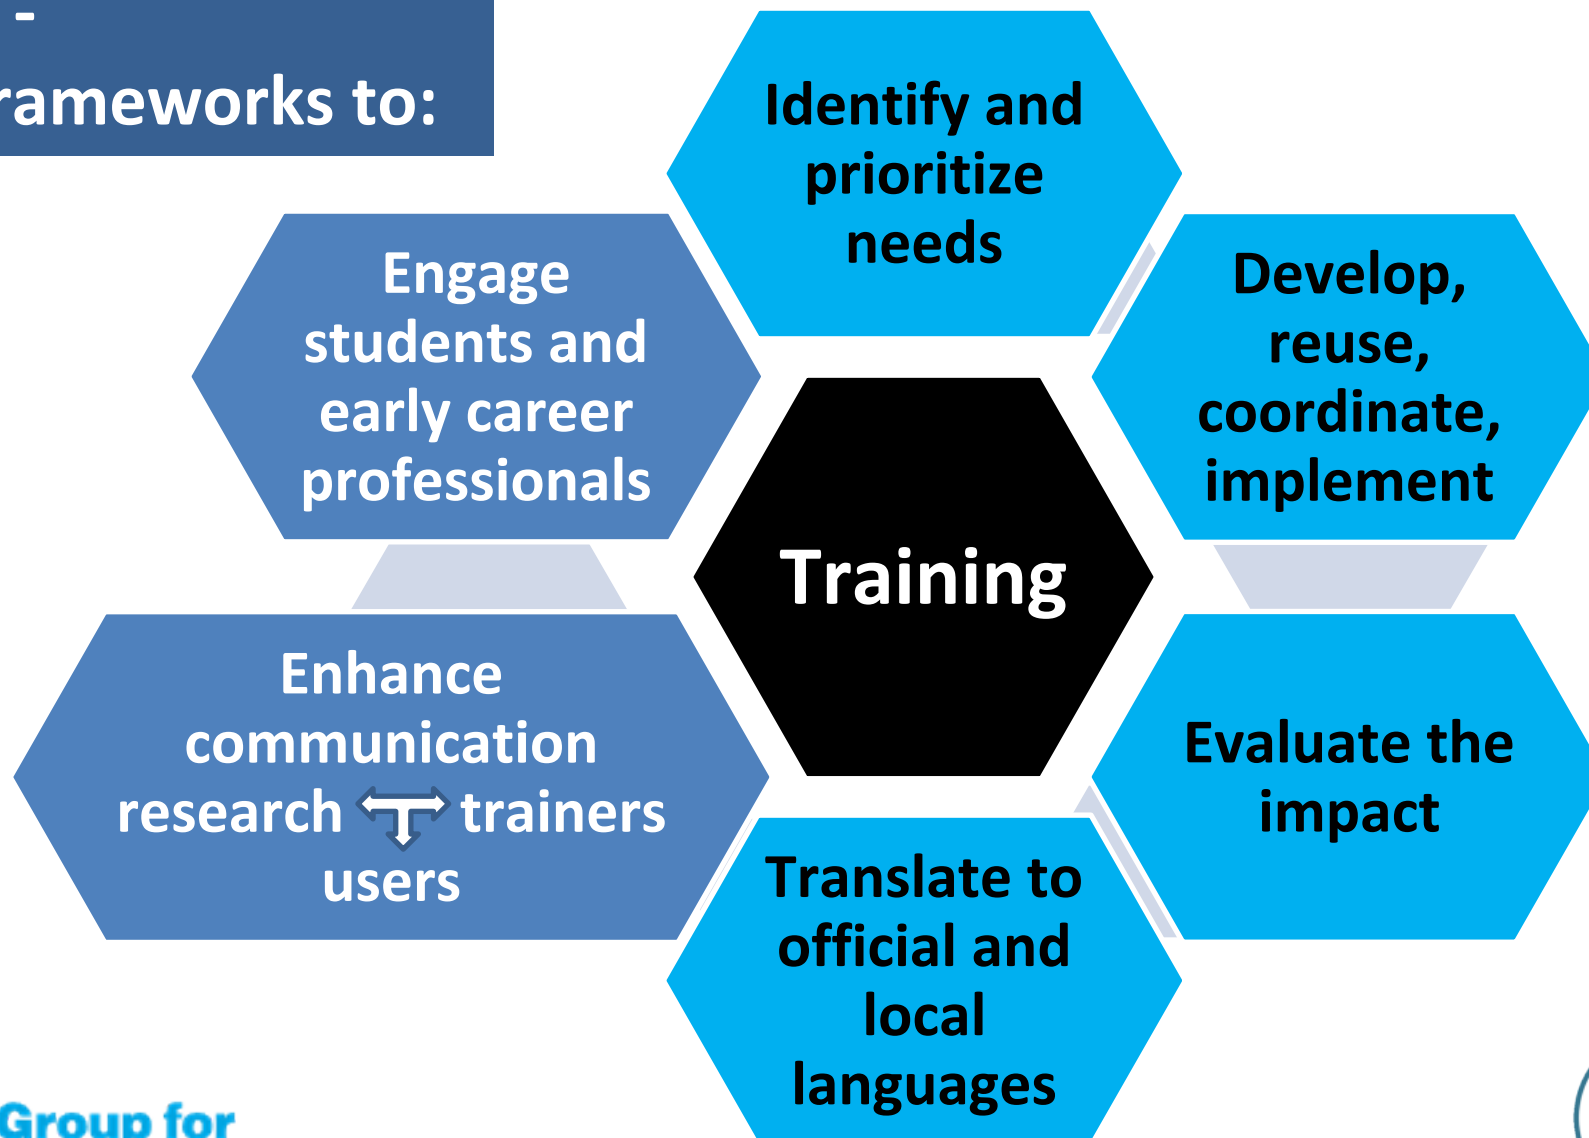 -
rameworks to:
Identify and
prioritize
needs
Develop,
reuse,
coordinate,
implement
Evaluate the
impact
Translate to
official and
local
languages
Enhance
communication
research trainers
users
Engage
students and
early career
professionals
Training
Group for